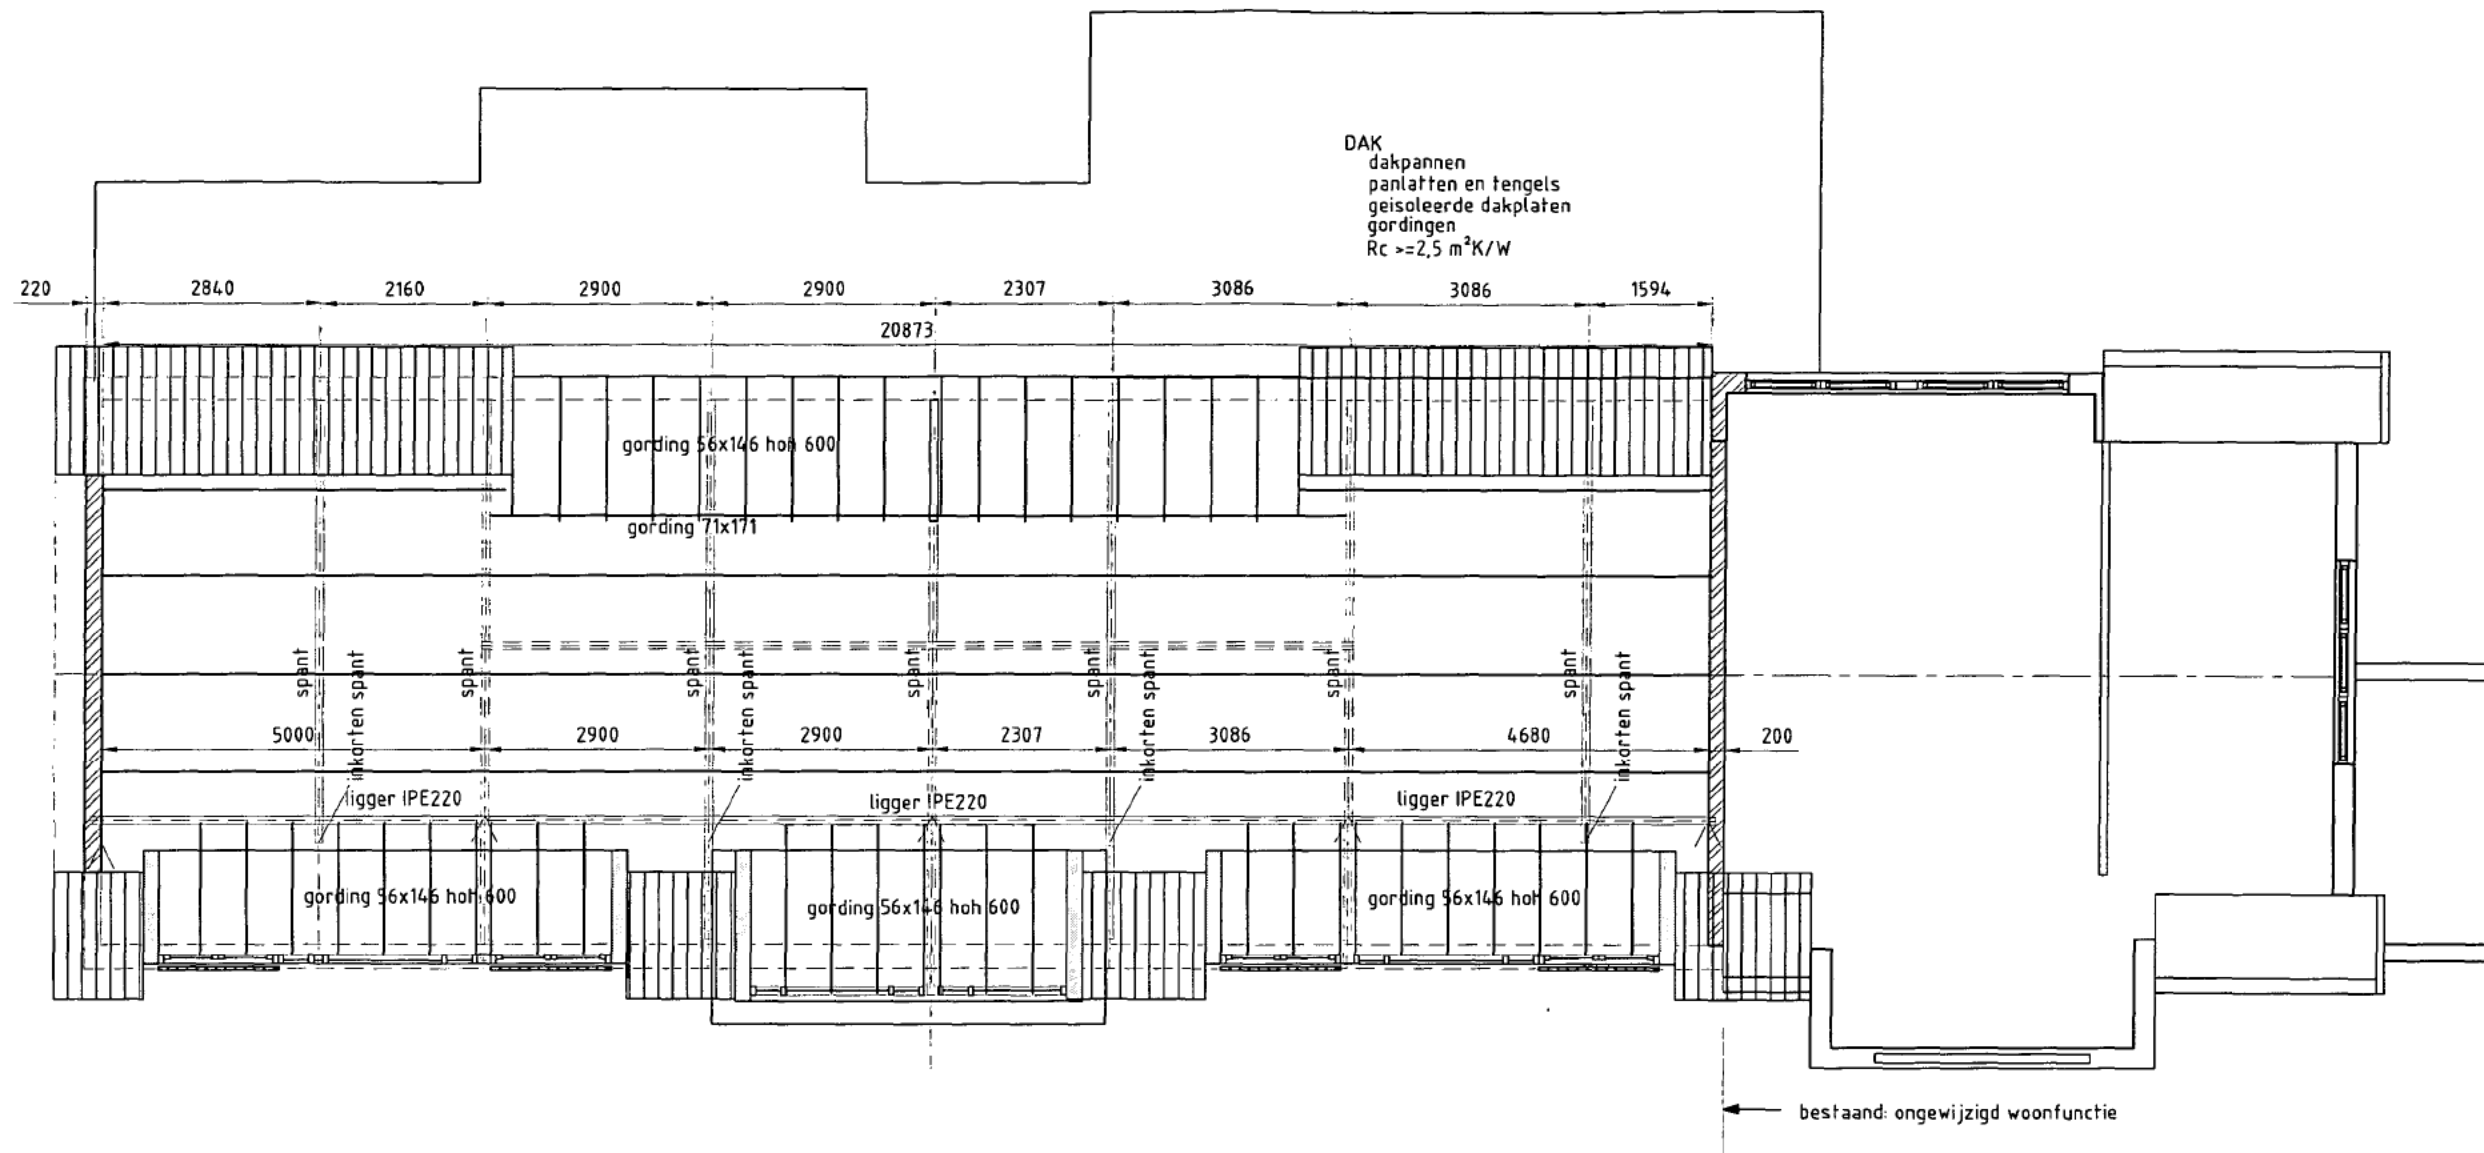 DAK
dakpannen
panlatten en tengels
geisoleerde dakplaten
gordingen
Rc >=2,5 m²K/W
220
2840
2160
2900
2900
2307
3086
3086
1594
20873
gording 56x146 hoh 600
gording 71x171
spant
inkorten spant
spant
spant
inkorten spant
spant
spant
inkorten spant
spant
spant
inkorten spant
5000
2900
2900
2307
3086
4680
200
ligger IPE220
ligger IPE220
ligger IPE220
gording 56x146 hoh 600
gording 56x146 hoh 600
gording 56x146 hoh 600
bestaand: ongewijzigd woonfunctie